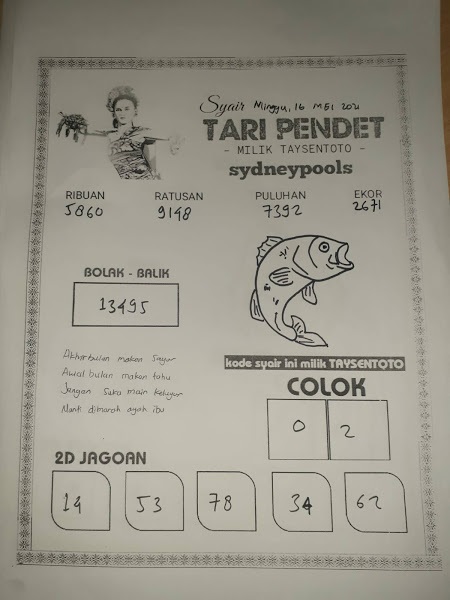 Syair Minggu, 16 MEI 2021
TARI PENDET
- MILIK TAYSENTOTO -
sydneypools
RIBUAN RATUSAN PULUHAN EKOR
5860 9148 7392 2671
BOLAK - BALIK
13495
Akhir bulan makan Sayur
Awal bulan makan tahu
Jangan Suka main Keluyur
Nanti dimarah ayah ibu
kode syair ini milik TAYSENTOTO
COLOK
0 2
2D JAGOAN
14 53 78 34 62